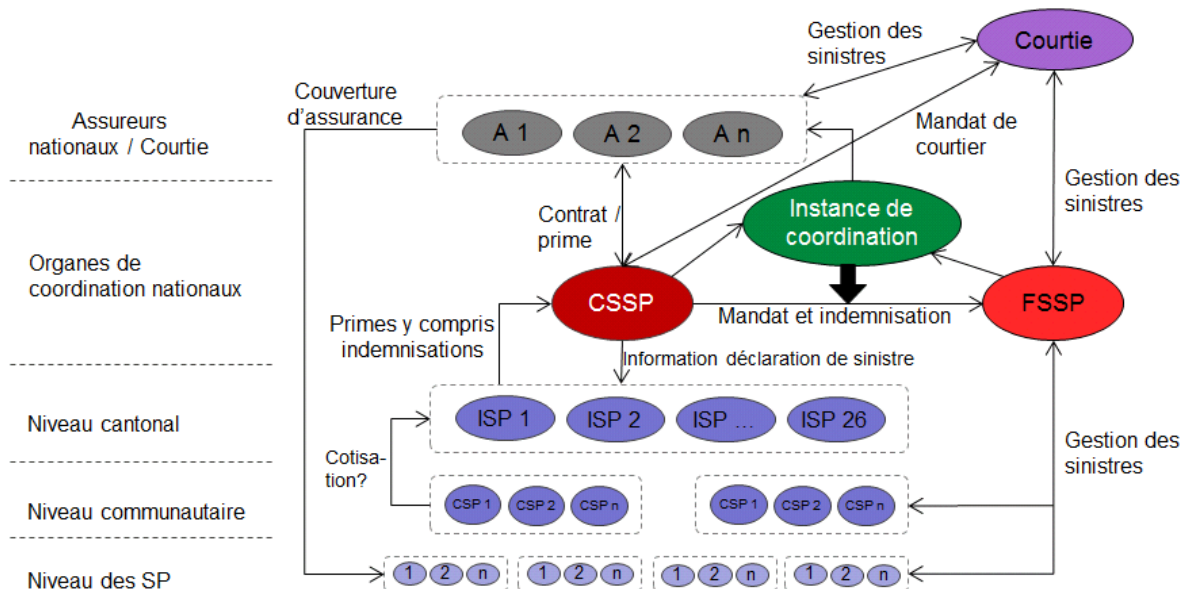 Gestion des
sinistres
Courtie
Couverture
d'assurance
Assureurs
nationaux / Courtie
A 1
A 2
A n
Mandat de
courtier
Gestion des
sinistres
Contrat /
prime
Instance de
coordination
Organes de
coordination nationaux
CSSP
FSSP
Mandat et indemnisation
Primes y compris
indemnisations
Information déclaration de sinistre
Niveau cantonal
ISP 1
ISP 2
ISP ...
ISP 26
Cotisa-
tion?
Gestion des
sinistres
Niveau communautaire
CSP 1
CSP 2
CSP n
CSP 1
CSP 2
CSP n
Niveau des SP
1
2
n
1
2
n
1
2
n
1
2
n